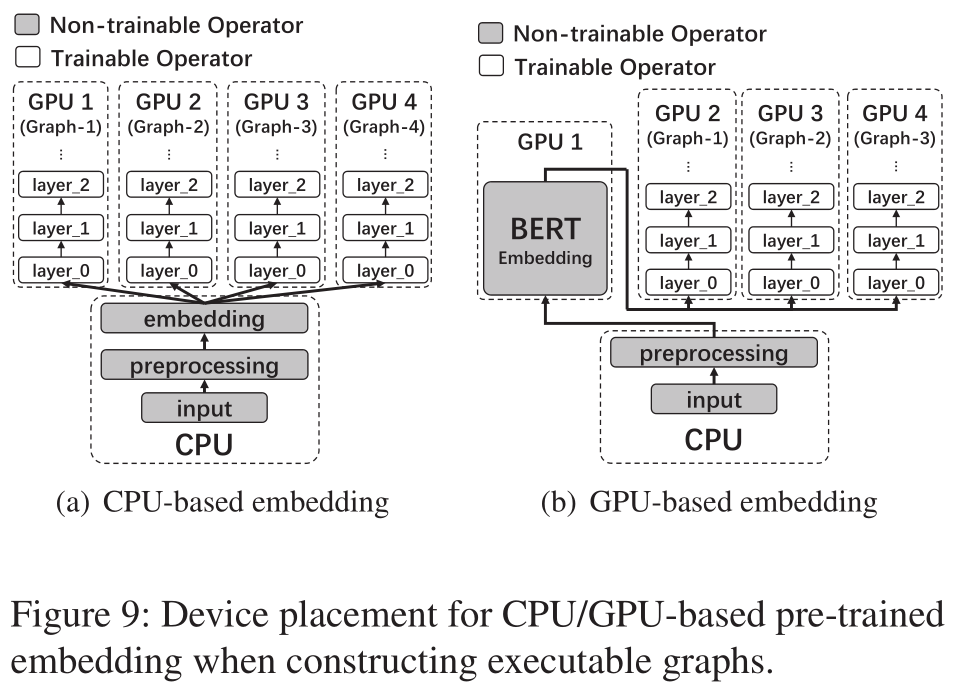 Non-trainable Operator
Trainable Operator
GPU 1
(Graph-1)
...
layer_2
layer_1
layer_0
GPU 2
(Graph-2)
...
layer_2
layer_1
layer_0
GPU 3
(Graph-3)
...
layer_2
layer_1
layer_0
GPU 4
(Graph-4)
...
layer_2
layer_1
layer_0
embedding
preprocessing
input
CPU
(a) CPU-based embedding
Non-trainable Operator
Trainable Operator
GPU 1
BERT
Embedding
GPU 2
(Graph-1)
...
layer_2
layer_1
layer_0
GPU 3
(Graph-2)
...
layer_2
layer_1
layer_0
GPU 4
(Graph-3)
...
layer_2
layer_1
layer_0
preprocessing
input
CPU
(b) GPU-based embedding
Figure 9: Device placement for CPU/GPU-based pre-trained
embedding when constructing executable graphs.